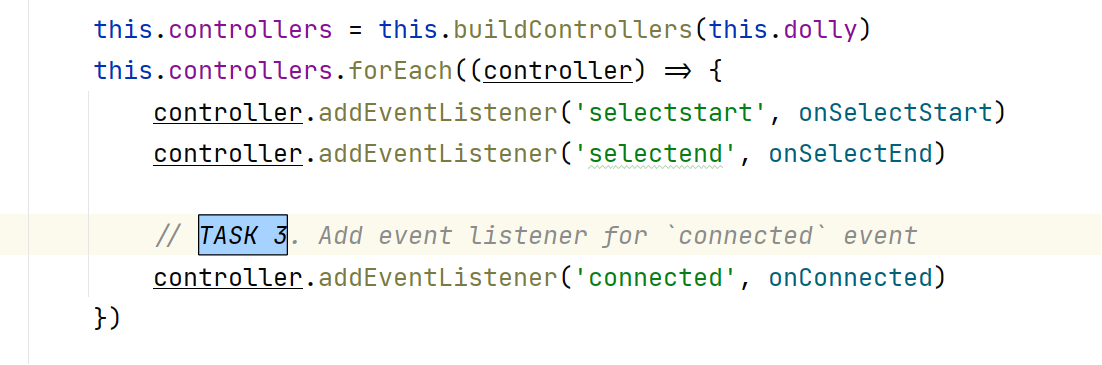 this.controllers = this.buildControllers(this.dolly)
this.controllers.forEach((controller) => {
controller.addEventListener('selectstart', onSelectStart)
controller.addEventListener('selectend', onSelectEnd)
// TASK 3. Add event listener for `connected` event
controller.addEventListener('connected', onConnected)
})